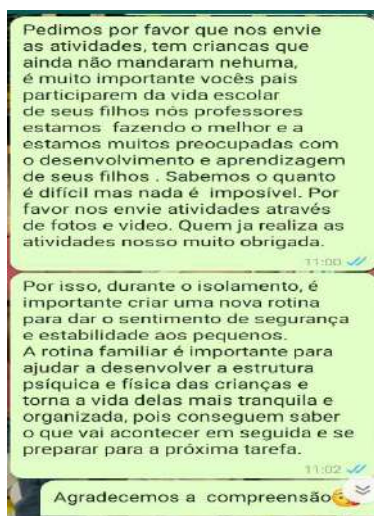 Pedimos por favor que nos envie
as atividades, tem criancas que
ainda não mandaram nehuma,
é muito importante vocês pais
participarem da vida escolar
de seus filhos nós professores
estamos fazendo o melhor e a
estamos muitos preocupadas com
o desenvolvimento e aprendizagem
de seus filhos . Sabemos o quanto
é difícil mas nada é imposível. Por
favor nos envie atividades através
de fotos e video. Quem ja realiza as
atividades nosso muito obrigada.
11:00
Por isso, durante o isolamento, é
importante criar uma nova rotina
para dar o sentimento de segurança
e estabilidade aos pequenos.
A rotina familiar é importante para
ajudar a desenvolver a estrutura
psíquica e física das crianças e
torna a vida delas mais tranquila e
organizada, pois conseguem saber
o que vai acontecer em seguida e se
preparar para a próxima tarefa.
11:02
Agradecemos a compreensão